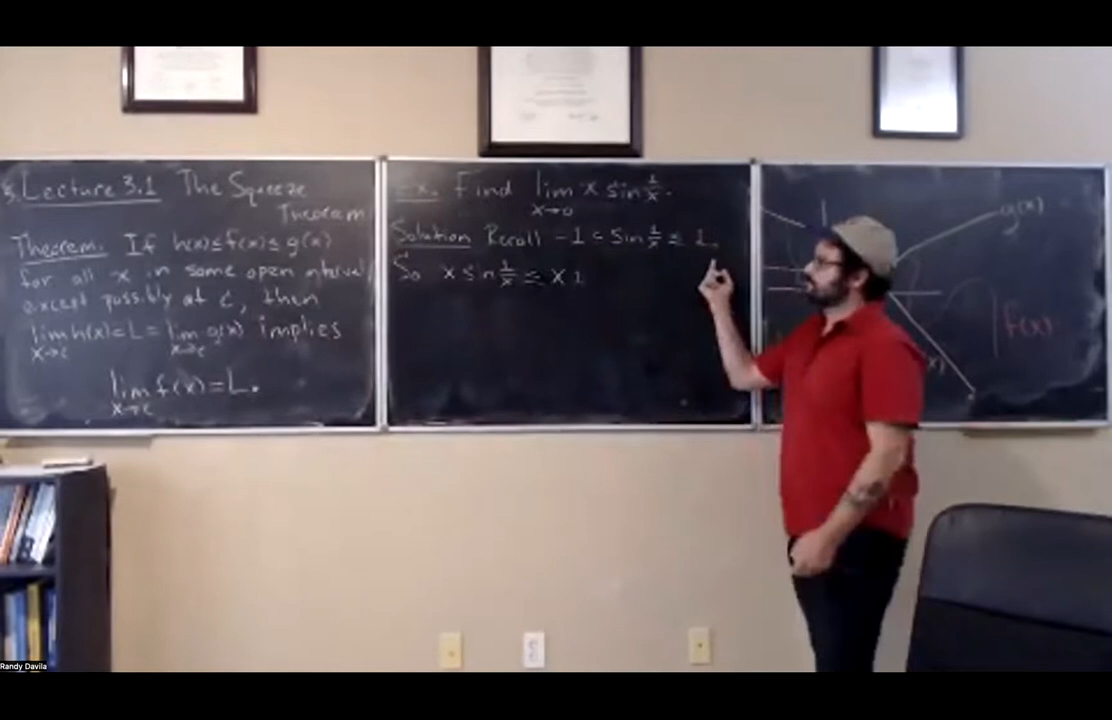 Lecture 3.1 The Squeeze
Theorem
Theorem. If h(x) ≤ f(x) ≤ g(x)
for all x in some open interval,
except possibly at c, then
lim h(x) = L = lim g(x) implies
x→c x→c
lim f(x) = L.
x→c
Ex. Find lim x sin 1/x.
x→0
Solution Recall -1 ≤ sin 1/x ≤ 1.
So x sin 1/x ≤ x 1
g(x)
f(x)
Randy Davila